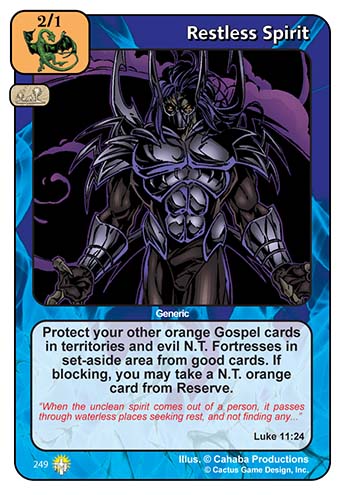 2/1
Restless Spirit
Generic
Protect your other orange Gospel cards
in territories and evil N.T. Fortresses in
set-aside area from good cards. If
blocking, you may take a N.T. orange
card from Reserve.
"When the unclean spirit comes out of a person, it passes
through waterless places seeking rest, and not finding any..."
Luke 11:24
Illus. © Cahaba Productions
249
© Cactus Game Design, Inc.